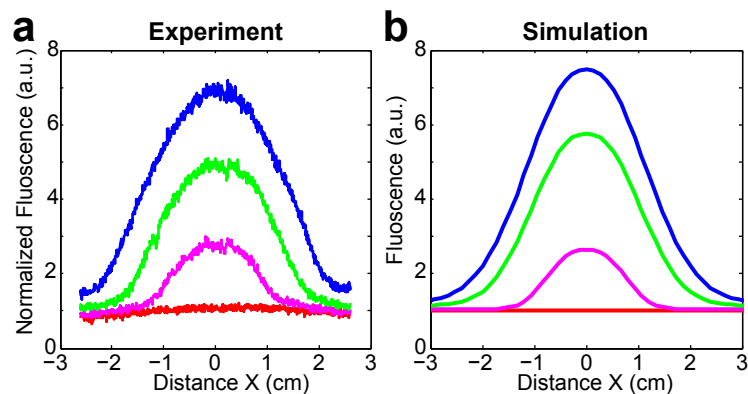 a
Experiment
Normalized Fluoscence (a.u.)
8
6
4
2
0
−3 −2 −1 0 1 2 3
Distance X (cm)
b
Simulation
Fluoscence (a.u.)
8
6
4
2
0
−3 −2 −1 0 1 2 3
Distance X (cm)